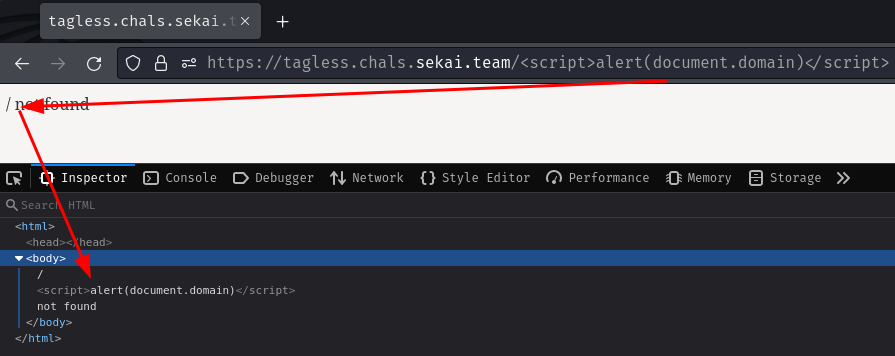 tagless.chals.sekai.t
https://tagless.chals.sekai.team/<script>alert(document.domain)</script>
/ not found
Inspector Console Debugger Network Style Editor Performance Memory Storage
Search HTML
<html>
<head></head>
<body>
/
<script>alert(document.domain)</script>
not found
</body>
</html>